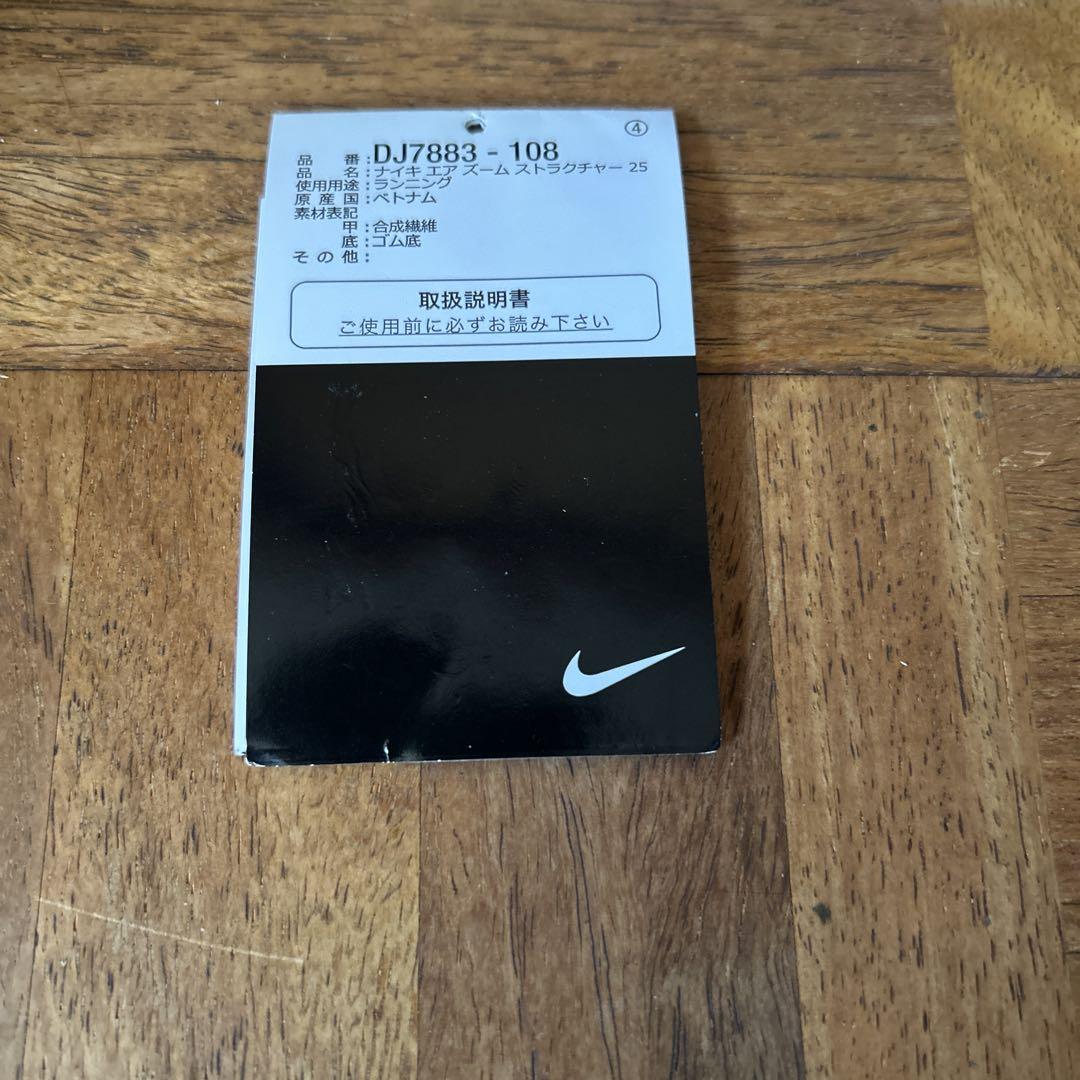 ④
品 番:DJ7883 - 108
品 名:ナイキ エア ズーム ストラクチャー 25
使用用途:ランニング
原 産 国:ベトナム
素材表記
甲:合成繊維
底:ゴム底
そ の 他:
取扱説明書
ご使用前に必ずお読み下さい